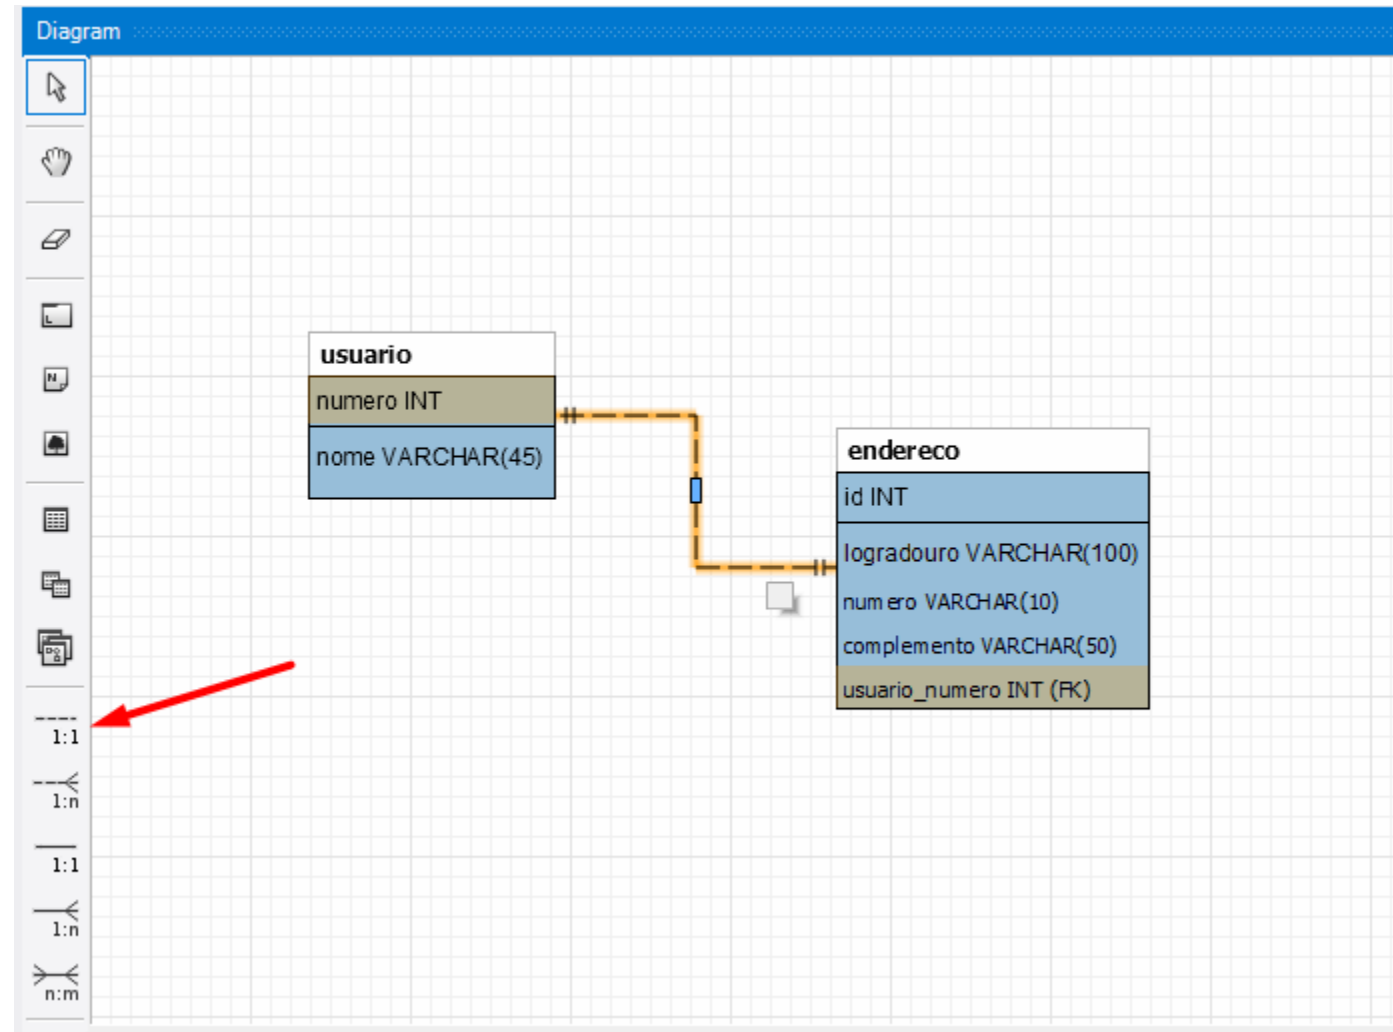 Diagram
L
N
usuario
numero INT
nome VARCHAR(45)
endereco
id INT
logradouro VARCHAR(100)
numero VARCHAR(10)
complemento VARCHAR(50)
usuario_numero INT (FK)
1:1
1:n
1:1
1:n
n:m